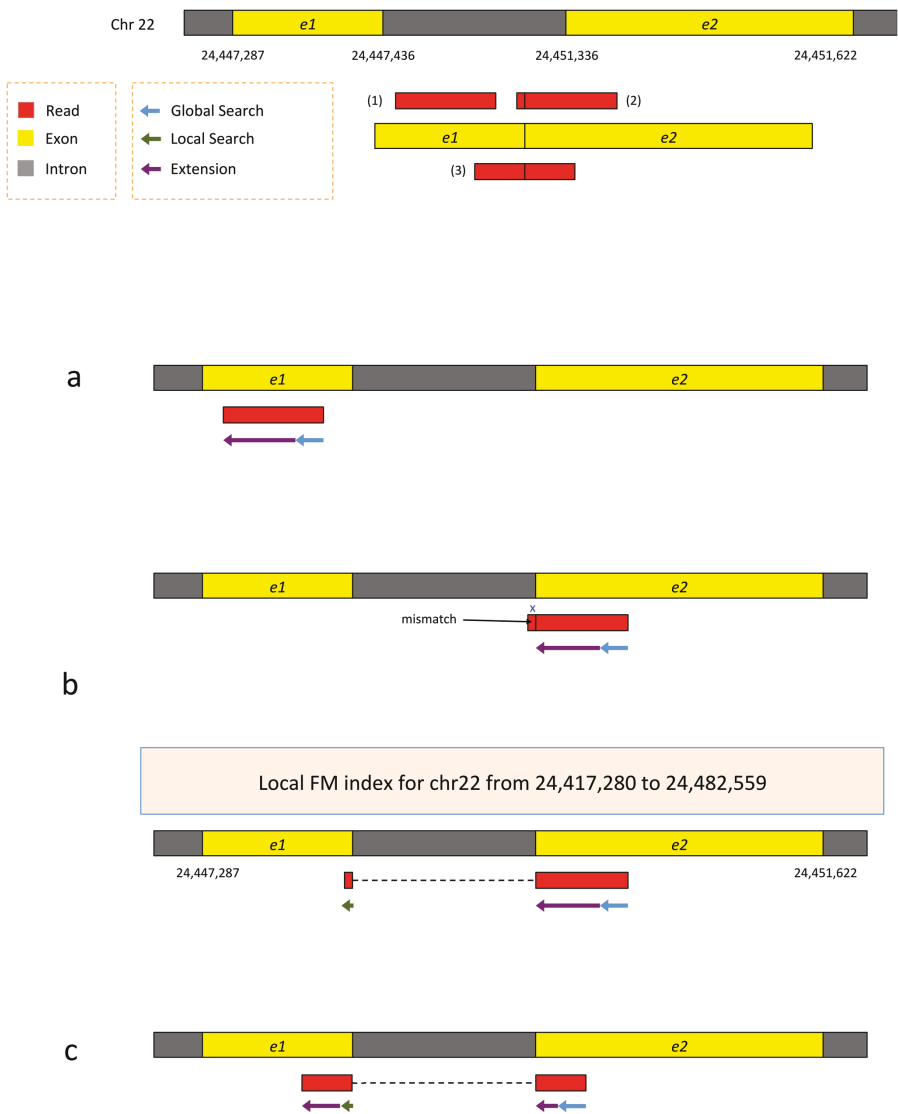 Chr 22
e1
e2
24,447,287
24,447,436
24,451,336
24,451,622
Read
Exon
Intron
Global Search
Local Search
Extension
(1)
(2)
e1
e2
(3)
a
e1
e2
e1
e2
x
mismatch
b
Local FM index for chr22 from 24,417,280 to 24,482,559
e1
e2
24,447,287
24,451,622
c
e1
e2